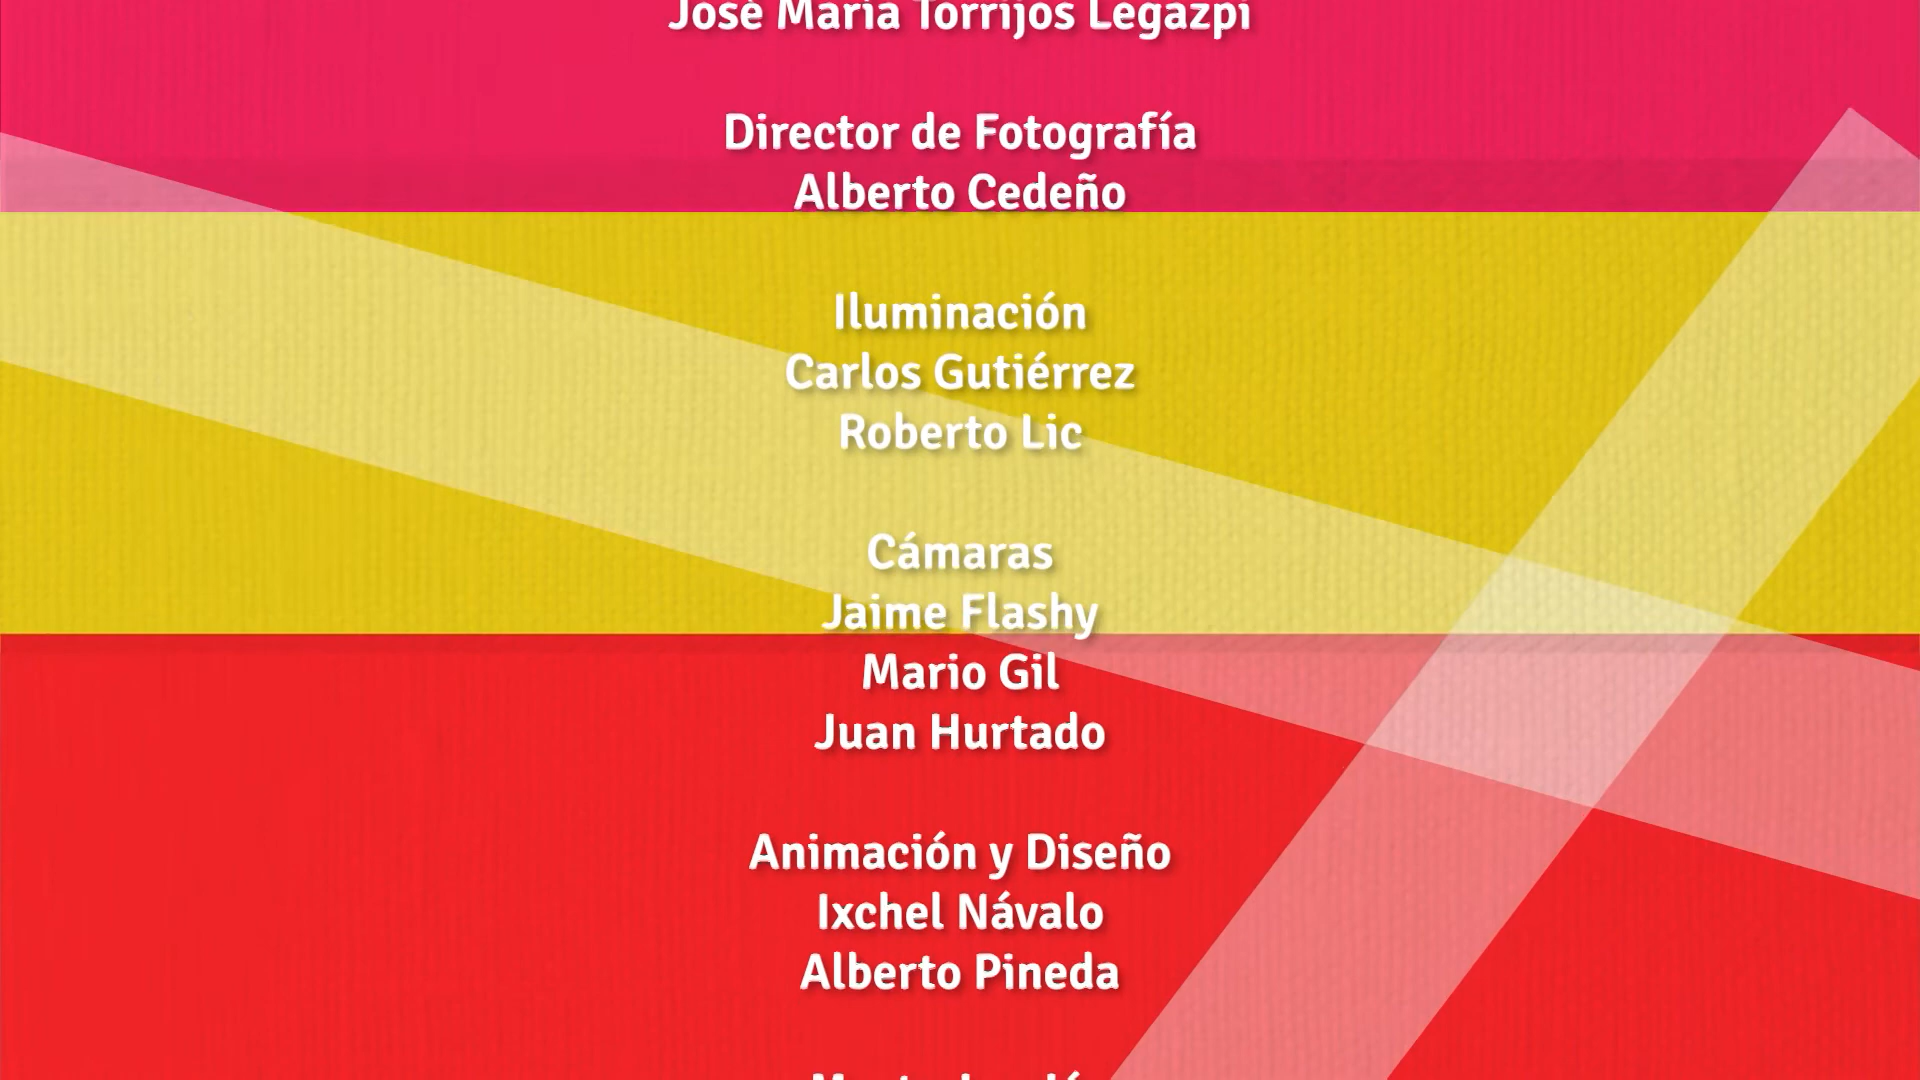 José María Torrijos Legazpi
Director de Fotografía
Alberto Cedeño
Iluminación
Carlos Gutiérrez
Roberto Lic
Cámaras
Jaime Flashy
Mario Gil
Juan Hurtado
Animación y Diseño
Ixchel Návalo
Alberto Pineda